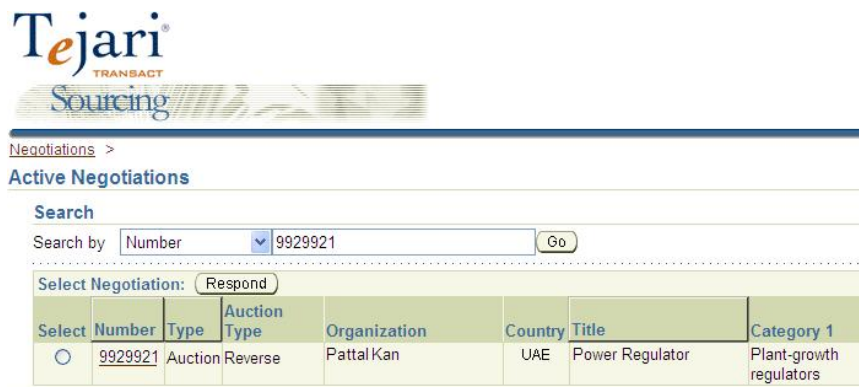 Tejari®
TRANSACT
Sourcing
Negotiations >
Active Negotiations
Search
Search by Number 9929921 Go
Select Negotiation: Respond
Select Number Type Auction Type Organization Country Title Category 1
9929921 Auction Reverse Pattal Kan UAE Power Regulator Plant-growth regulators